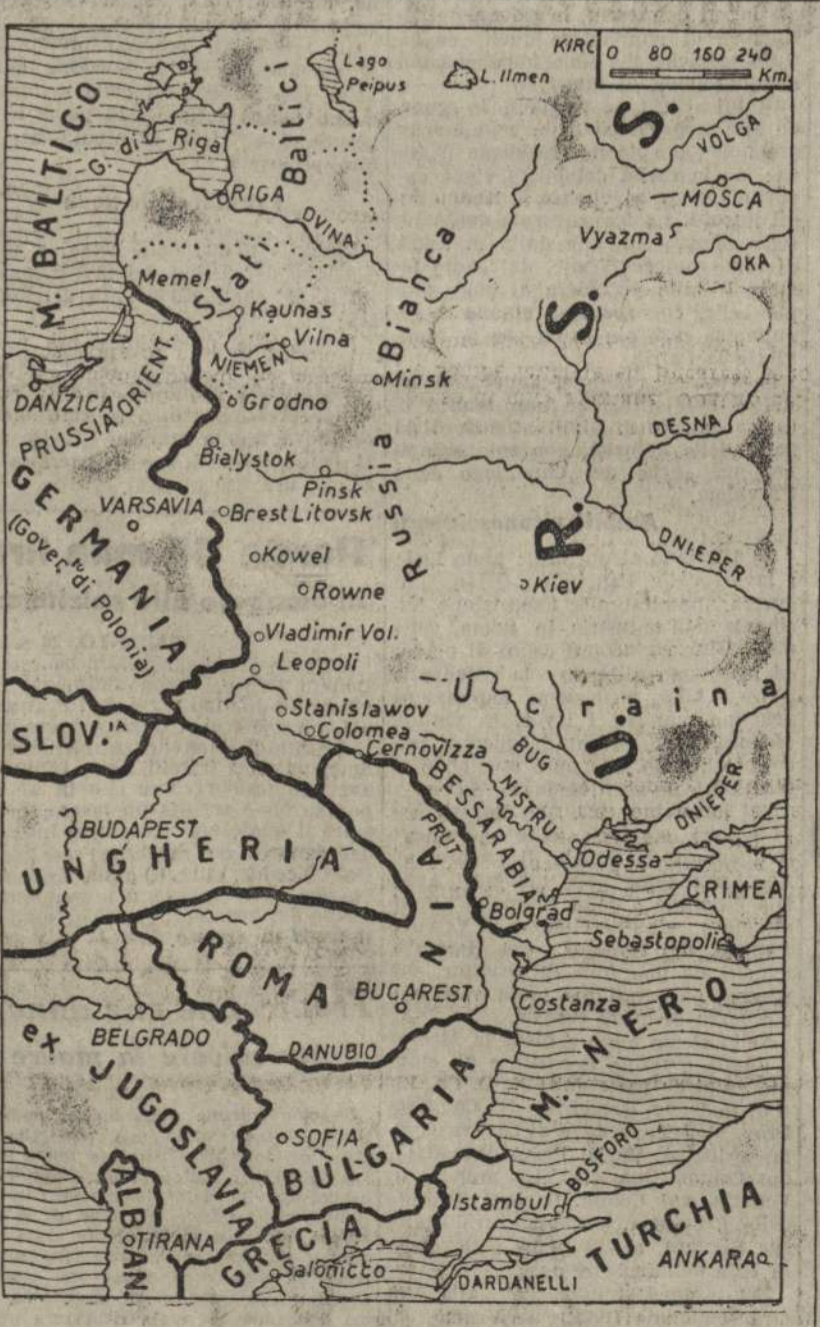 KIRC
0 80 160 240
Km.
Lago
Peipus
L. Ilmen
M. BALTICO
G. di Riga
Stati Baltici
U. R. S. S.
VOLGA
RIGA
MOSCA
DVINA
Vyazma
OKA
Memel
Kaunas
Vilna
NIEMEN
Russia Bianca
Minsk
DANZICA
PRUSSIA ORIENT.
Grodno
DESNA
Bialystok
Pinsk
GERMANIA
(Gover.to di Polonia)
VARSAVIA
Brest Litovsk
DNIEPER
Kowel
Rowne
Kiev
Vladimir Vol.
Leopoli
Ucraina
SLOV.IA
Stanislawov
Colomea
Cernovizza
BUG
NISTRU
BESSARABIA
PRUT
DNIEPER
BUDAPEST
UNGHERIA
Odessa
CRIMEA
Bolgrad
Sebastopoli
ROMANIA
BUCAREST
Costanza
M. NERO
BELGRADO
DANUBIO
ex JUGOSLAVIA
SOFIA
BULGARIA
BOSFORO
Istambul
ALBAN.
TIRANA
GRECIA
TURCHIA
ANKARA
Salonicco
DARDANELLI